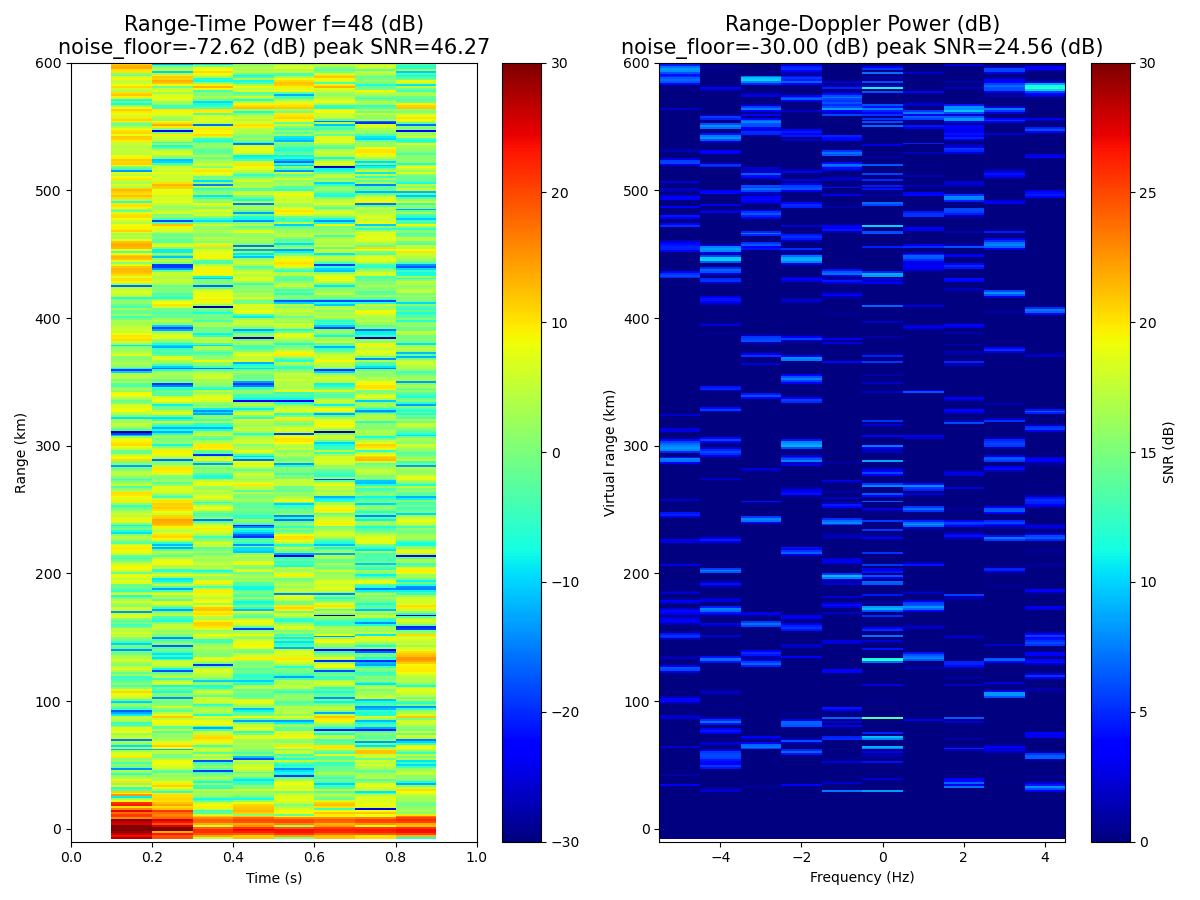 Range-Time Power f=48 (dB)
noise_floor=-72.62 (dB) peak SNR=46.27
Range-Doppler Power (dB)
noise_floor=-30.00 (dB) peak SNR=24.56 (dB)
600
500
400
300
200
100
0
Range (km)
0.0 0.2 0.4 0.6 0.8 1.0
Time (s)
30
20
10
0
−10
−20
−30
600
500
400
300
200
100
0
Virtual range (km)
−4 −2 0 2 4
Frequency (Hz)
30
25
20
15
10
5
0
SNR (dB)